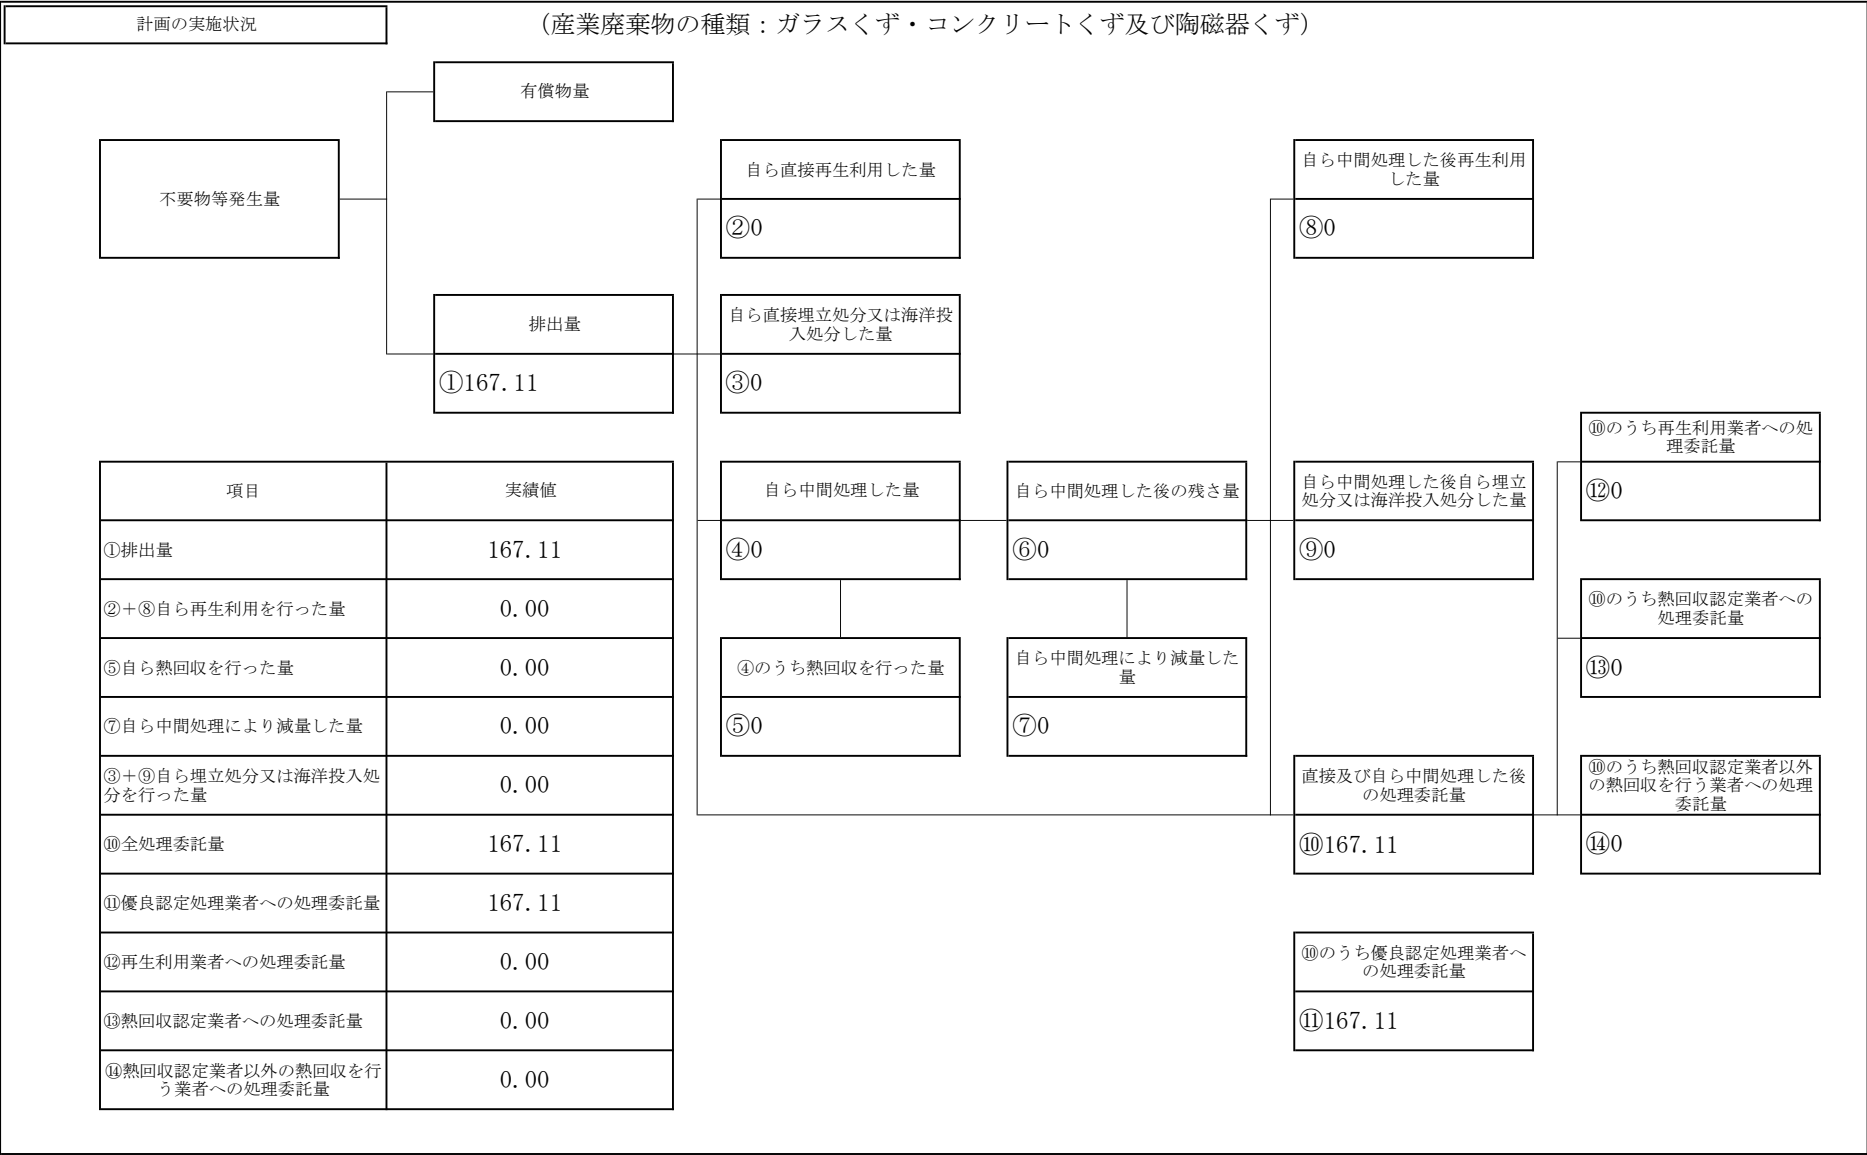 計画の実施状況
（産業廃棄物の種類：ガラスくず・コンクリートくず及び陶磁器くず）
有償物量
不要物等発生量
自ら直接再生利用した量
②0
自ら中間処理した後再生利用
した量
⑧0
排出量
①167.11
自ら直接埋立処分又は海洋投
入処分した量
③0
⑩のうち再生利用業者への処
理委託量
⑫0
項目
実績値
①排出量
167.11
②＋⑧自ら再生利用を行った量
0.00
⑤自ら熱回収を行った量
0.00
⑦自ら中間処理により減量した量
0.00
③＋⑨自ら埋立処分又は海洋投入処
分を行った量
0.00
⑩全処理委託量
167.11
⑪優良認定処理業者への処理委託量
167.11
⑫再生利用業者への処理委託量
0.00
⑬熱回収認定業者への処理委託量
0.00
⑭熱回収認定業者以外の熱回収を行
う業者への処理委託量
0.00
自ら中間処理した量
④0
自ら中間処理した後の残さ量
⑥0
自ら中間処理した後自ら埋立
処分又は海洋投入処分した量
⑨0
⑩のうち熱回収認定業者への
処理委託量
⑬0
④のうち熱回収を行った量
⑤0
自ら中間処理により減量した
量
⑦0
直接及び自ら中間処理した後
の処理委託量
⑩167.11
⑩のうち熱回収認定業者以外
の熱回収を行う業者への処理
委託量
⑭0
⑩のうち優良認定処理業者へ
の処理委託量
⑪167.11